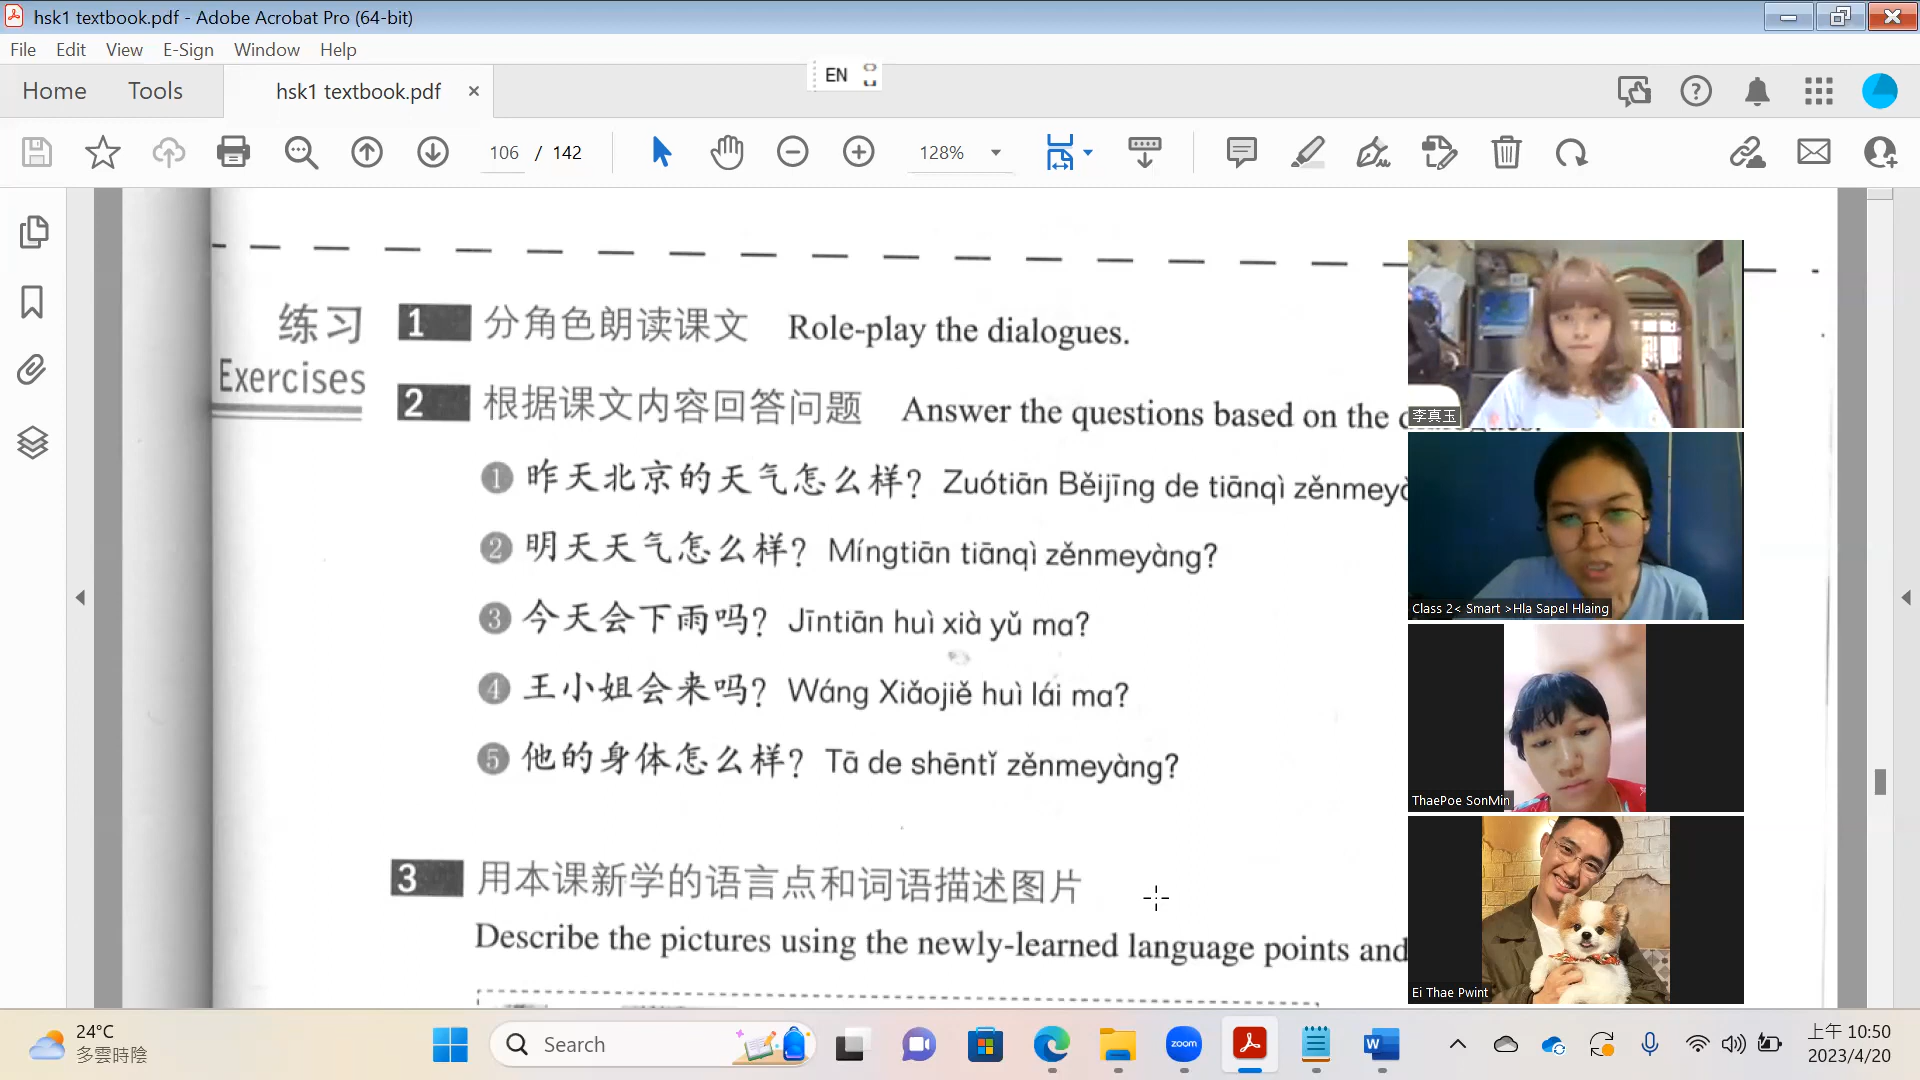 hsk1 textbook.pdf - Adobe Acrobat Pro (64-bit)
File Edit View E-Sign Window Help
EN
Home Tools hsk1 textbook.pdf
106 / 142 128%
练习
Exercises
1 分角色朗读课文 Role-play the dialogues.
2 根据课文内容回答问题 Answer the questions based on the dialogues.
1 昨天北京的天气怎么样？ Zuótiān Běijīng de tiānqì zěnmeyà
2 明天天气怎么样？ Míngtiān tiānqì zěnmeyàng?
3 今天会下雨吗？ Jīntiān huì xià yǔ ma?
4 王小姐会来吗？ Wáng Xiǎojiě huì lái ma?
5 他的身体怎么样？ Tā de shēntǐ zěnmeyàng?
3 用本课新学的语言点和词语描述图片
Describe the pictures using the newly-learned language points and
李真玉
Class 2< Smart >Hla Sapel Hlaing
ThaePoe SonMin
Ei Thae Pwint
24°C
多雲時陰
Search
zoom
上午 10:50
2023/4/20